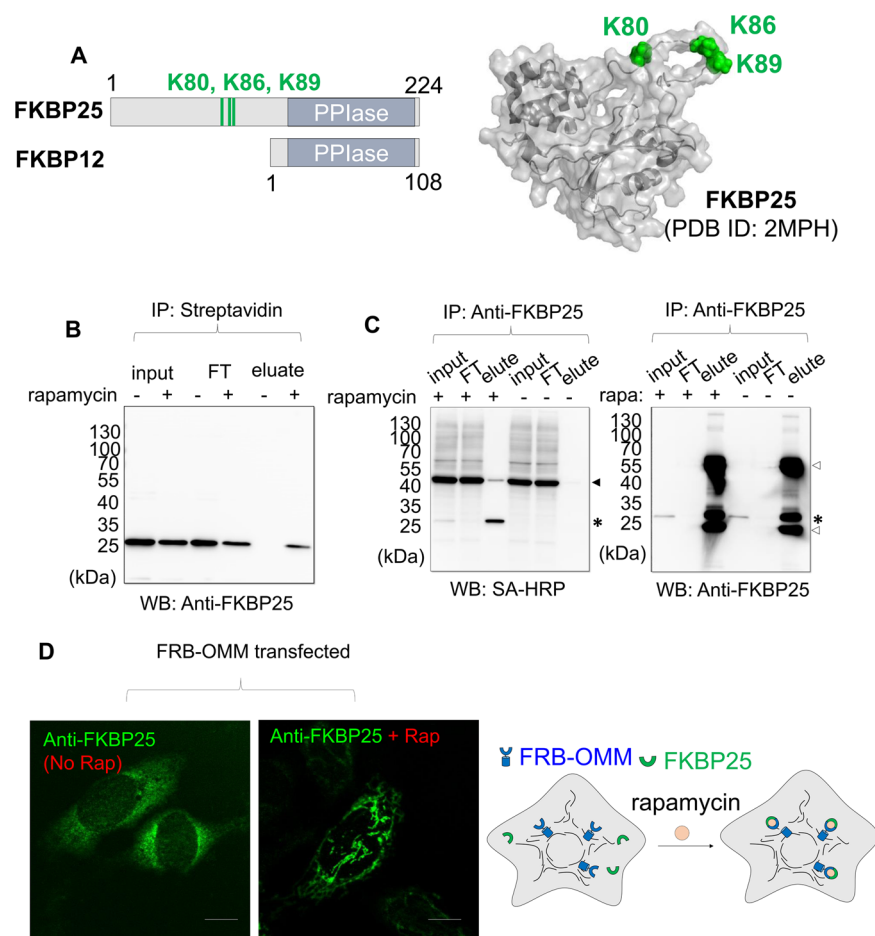 A
1
K80, K86, K89
224
FKBP25
PPIase
FKBP12
PPIase
1
108
K80
K86
K89
FKBP25
(PDB ID: 2MPH)
B
IP: Streptavidin
input FT eluate
rapamycin - + - + - +
130
100
70
55
40
35
25
(kDa)
WB: Anti-FKBP25
C
IP: Anti-FKBP25
input FT elute input FT elute
rapamycin + + + - - -
130
100
70
55
40
35
25
*
(kDa)
WB: SA-HRP
IP: Anti-FKBP25
input FT elute input FT elute
rapa: + + + - - -
130
100
70
55
40
35
25
*
(kDa)
WB: Anti-FKBP25
D
FRB-OMM transfected
Anti-FKBP25
(No Rap)
Anti-FKBP25 + Rap
FRB-OMM FKBP25
rapamycin